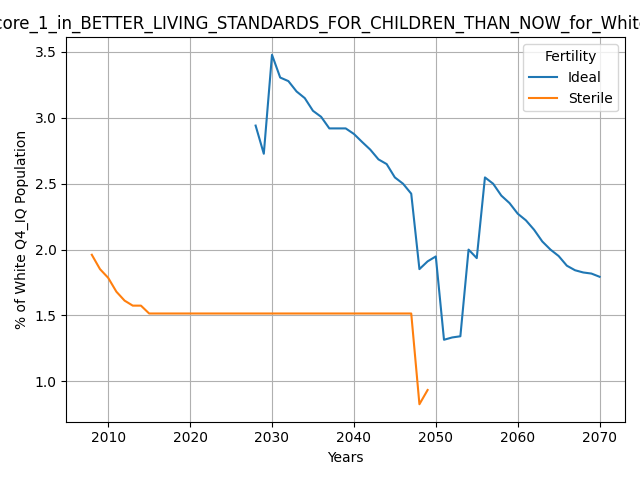 core_1_in_BETTER_LIVING_STANDARDS_FOR_CHILDREN_THAN_NOW_for_White
Fertility
Ideal
Sterile
% of White Q4_IQ Population
3.5
3.0
2.5
2.0
1.5
1.0
2010
2020
2030
2040
2050
2060
2070
Years